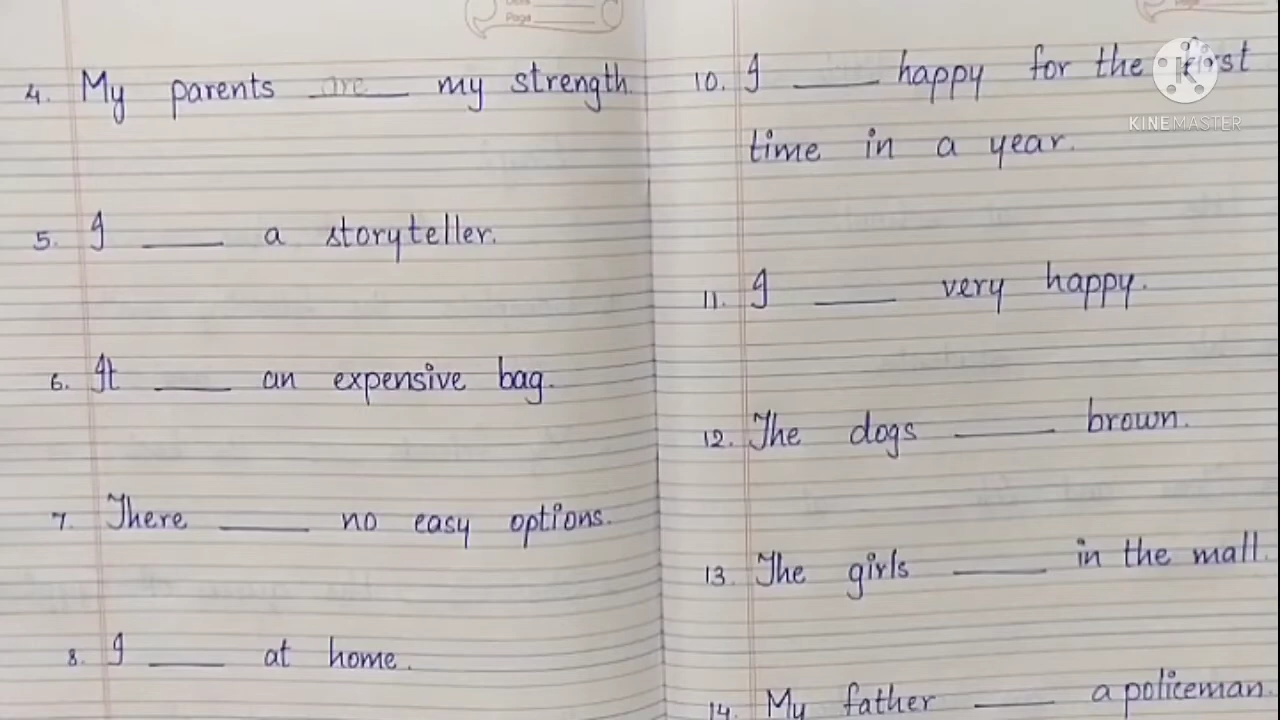 Page
4. My parents are my strength.
5. I ____ a storyteller.
6. It ____ an expensive bag.
7. There ____ no easy options.
8. I ____ at home.
10. I ____ happy for the first
time in a year.
11. I ____ very happy.
12. The dogs ____ brown.
13. The girls ____ in the mall.
14. My father ____ a policeman.
KINEMASTER